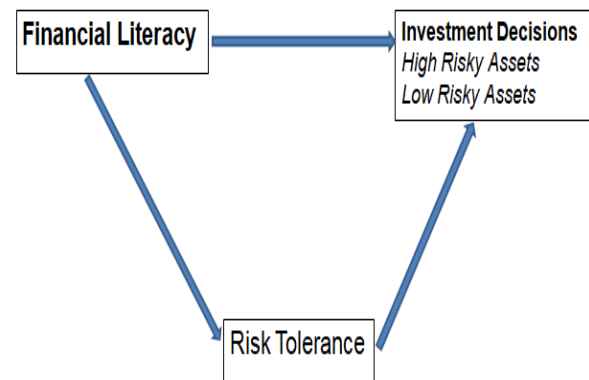 Financial Literacy
Investment Decisions
High Risky Assets
Low Risky Assets
Risk Tolerance